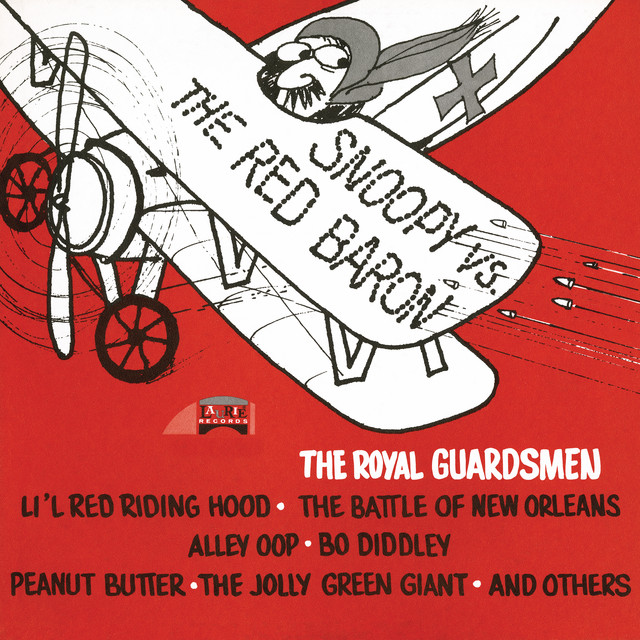 SNOOPY VS.
THE RED BARON
LAURIE
RECORDS
THE ROYAL GUARDSMEN
LI'L RED RIDING HOOD • THE BATTLE OF NEW ORLEANS
ALLEY OOP • BO DIDDLEY
PEANUT BUTTER • THE JOLLY GREEN GIANT • AND OTHERS